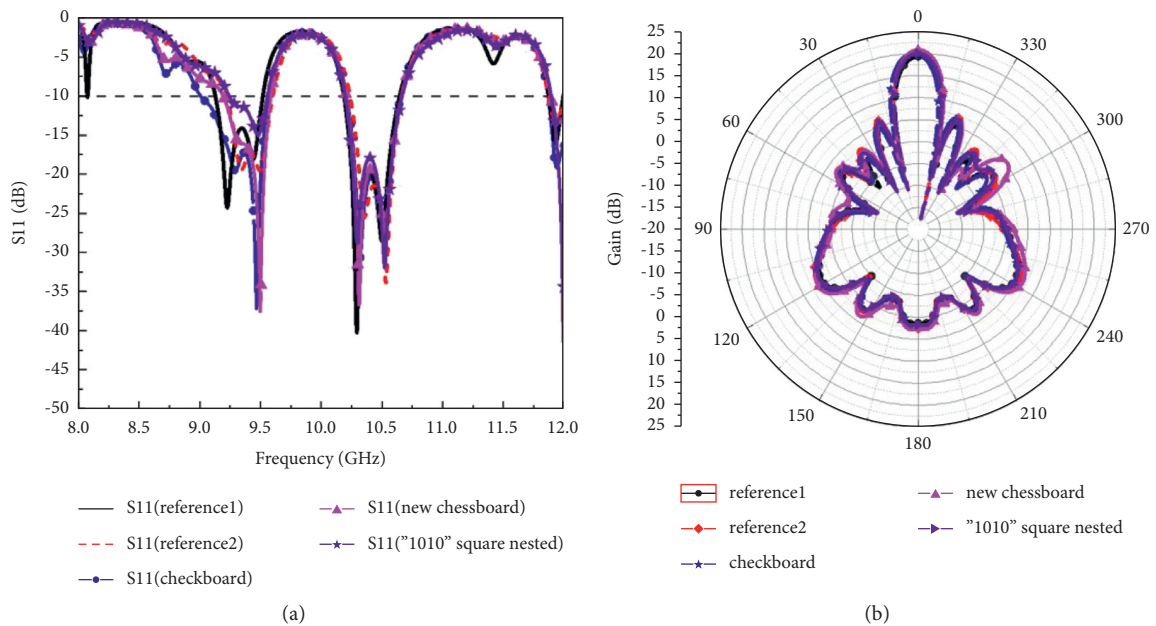 0
-5
-10
-15
-20
-25
-30
-35
-40
-45
-50
S11 (dB)
8.0 8.5 9.0 9.5 10.0 10.5 11.0 11.5 12.0
Frequency (GHz)
S11(reference1)
S11(reference2)
S11(checkboard)
S11(new chessboard)
S11("1010" square nested)
(a)
25
20
15
10
5
0
-5
-10
-15
-20
-15
-10
-5
0
5
10
15
20
25
Gain (dB)
0
30
60
90
120
150
180
210
240
270
300
330
reference1
reference2
checkboard
new chessboard
"1010" square nested
(b)